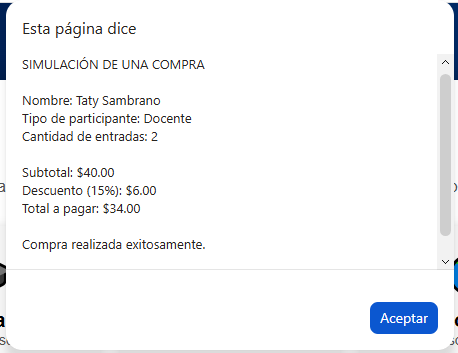 Esta página dice
SIMULACIÓN DE UNA COMPRA
Nombre: Taty Sambrano
Tipo de participante: Docente
Cantidad de entradas: 2
Subtotal: $40.00
Descuento (15%): $6.00
Total a pagar: $34.00
Compra realizada exitosamente.
Aceptar